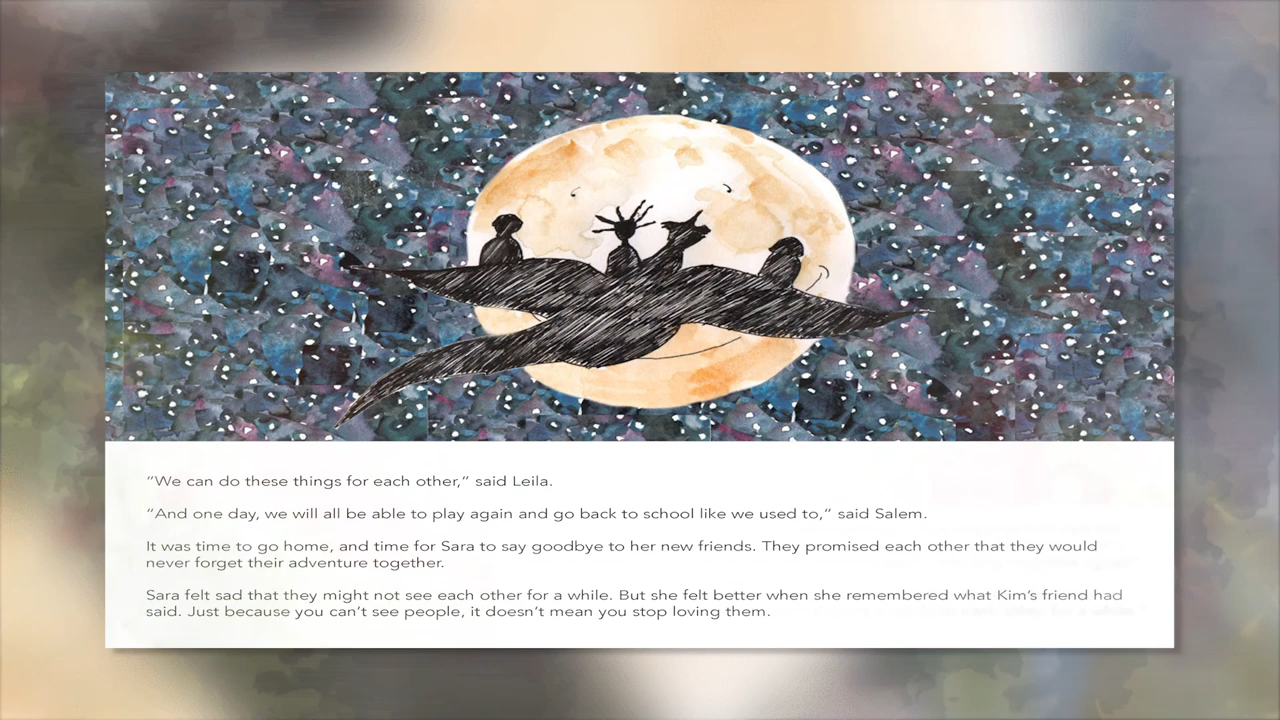 “We can do these things for each other,” said Leila.
“And one day, we will all be able to play again and go back to school like we used to,” said Salem.
It was time to go home, and time for Sara to say goodbye to her new friends. They promised each other that they would
never forget their adventure together.
Sara felt sad that they might not see each other for a while. But she felt better when she remembered what Kim’s friend had
said. Just because you can’t see people, it doesn’t mean you stop loving them.